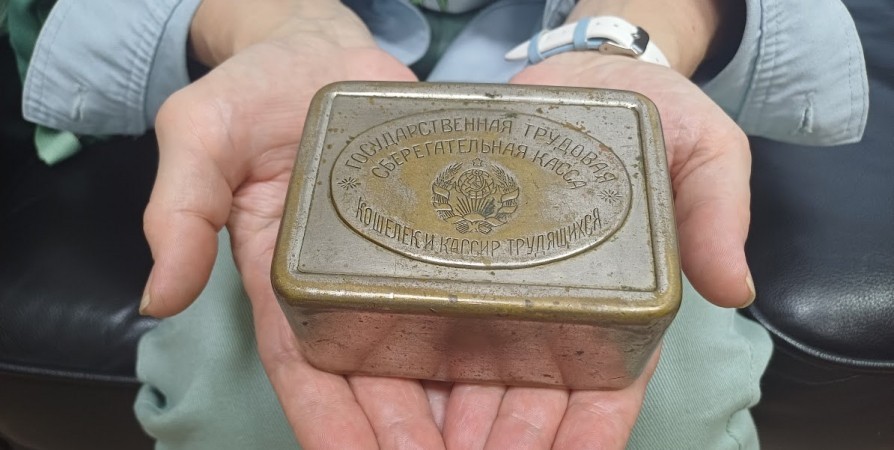 ГОСУДАРСТВЕННАЯ ТРУДОВАЯ
СБЕРЕГАТЕЛЬНАЯ КАССА
КОШЕЛЕК И КАССИР ТРУДЯЩИХСЯ